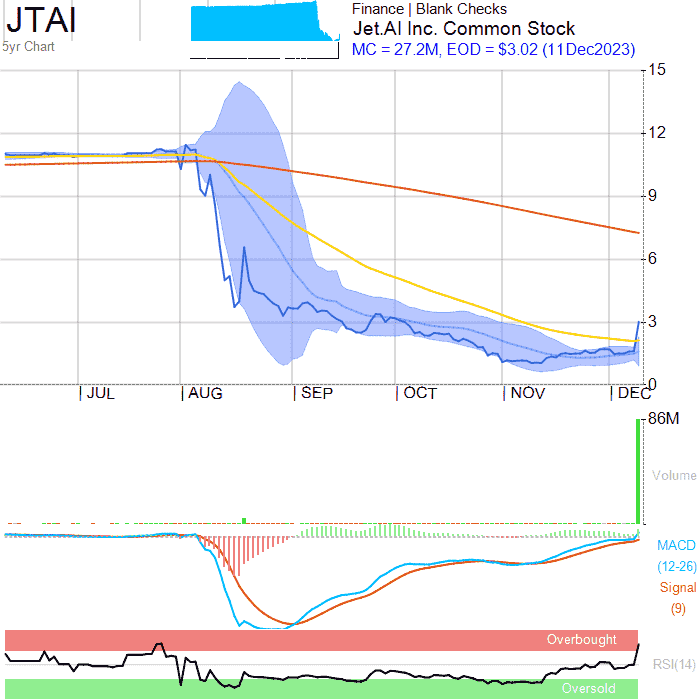 JTAI
5yr Chart
Finance | Blank Checks
Jet.AI Inc. Common Stock
MC = 27.2M, EOD = $3.02 (11Dec2023)
15
12
9
6
3
0
JUL AUG SEP OCT NOV DEC
86M
Volume
MACD
(12-26)
Signal
(9)
Overbought
RSI(14)
Oversold